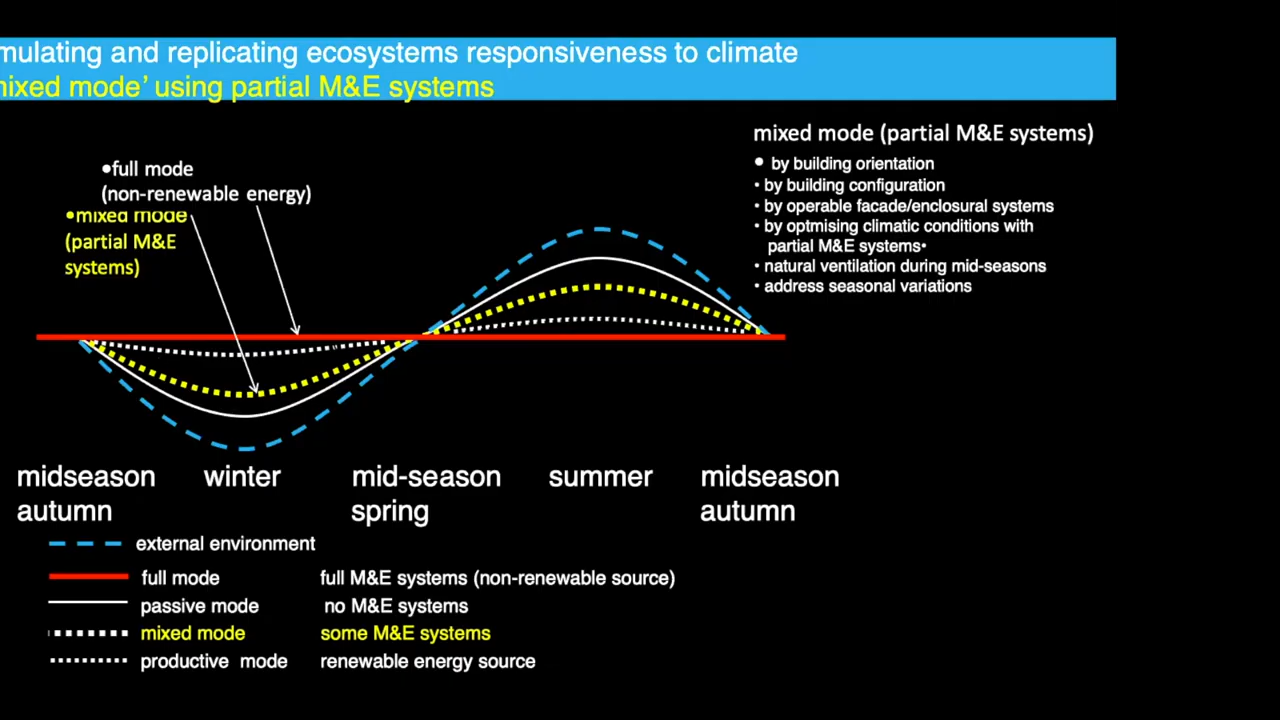 mulating and replicating ecosystems responsiveness to climate
mixed mode’ using partial M&E systems
mixed mode (partial M&E systems)
• by building orientation
• by building configuration
• by operable facade/enclosural systems
• by optmising climatic conditions with
partial M&E systems•
• natural ventilation during mid-seasons
• address seasonal variations
•full mode
(non-renewable energy)
•mixed mode
(partial M&E
systems)
midseason winter mid-season summer midseason
autumn spring autumn
external environment
full mode full M&E systems (non-renewable source)
passive mode no M&E systems
mixed mode some M&E systems
productive mode renewable energy source